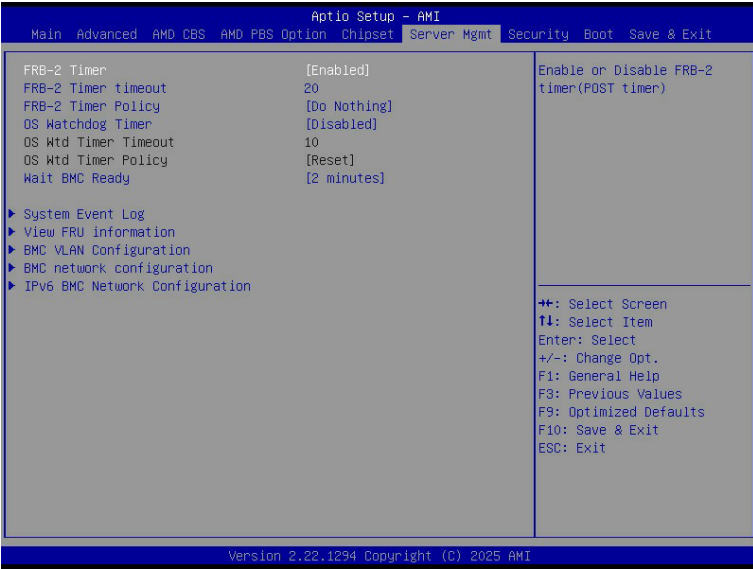 Aptio Setup – AMI
Main Advanced AMD CBS AMD PBS Option Chipset Server Mgmt Security Boot Save & Exit
FRB-2 Timer [Enabled]
FRB-2 Timer timeout 20
FRB-2 Timer Policy [Do Nothing]
OS Watchdog Timer [Disabled]
OS Wtd Timer Timeout 10
OS Wtd Timer Policy [Reset]
Wait BMC Ready [2 minutes]
System Event Log
View FRU information
BMC VLAN Configuration
BMC network configuration
IPv6 BMC Network Configuration
Enable or Disable FRB-2
timer(POST timer)
→←: Select Screen
↑↓: Select Item
Enter: Select
+/-: Change Opt.
F1: General Help
F3: Previous Values
F9: Optimized Defaults
F10: Save & Exit
ESC: Exit
Version 2.22.1294 Copyright (C) 2025 AMI